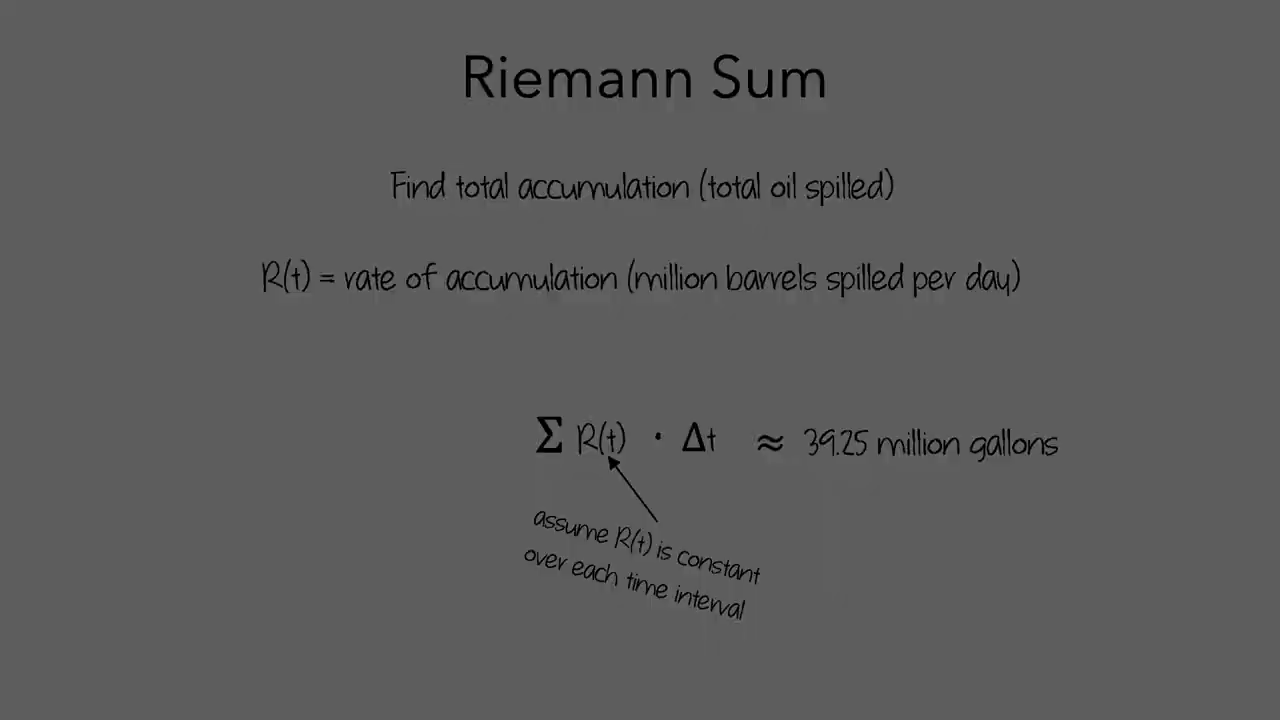 Riemann Sum
Find total accumulation (total oil spilled)
R(t) = rate of accumulation (million barrels spilled per day)
Σ R(t) · Δt ≈ 39.25 million gallons
assume R(t) is constant
over each time interval